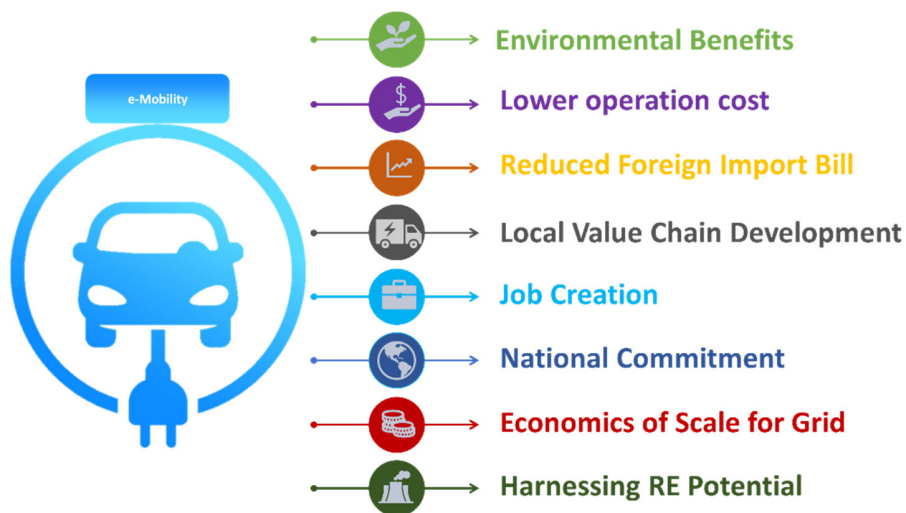 e-Mobility
Environmental Benefits
Lower operation cost
Reduced Foreign Import Bill
Local Value Chain Development
Job Creation
National Commitment
Economics of Scale for Grid
Harnessing RE Potential